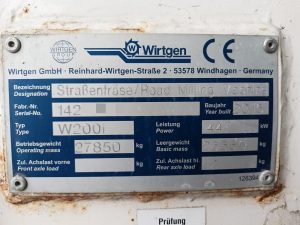 WIRTGEN
Wirtgen
CE
Wirtgen GmbH · Reinhard-Wirtgen-Straße 2 · 53578 Windhagen · Germany
Bezeichnung
Designation
Straßenfräse/Road Milling Machine
Fabr.-Nr.
Serial-no.
142
Baujahr
Year built
Typ
Type
W200i
Leistung
Power
kW
Betriebsgewicht
Operating mass
27850 kg
Leergewicht
Basic mass
kg
Zul. Achslast vorne
Front axle load
kg
Zul. Achslast hi.
Rear axle load
kg
126394
Prüfung